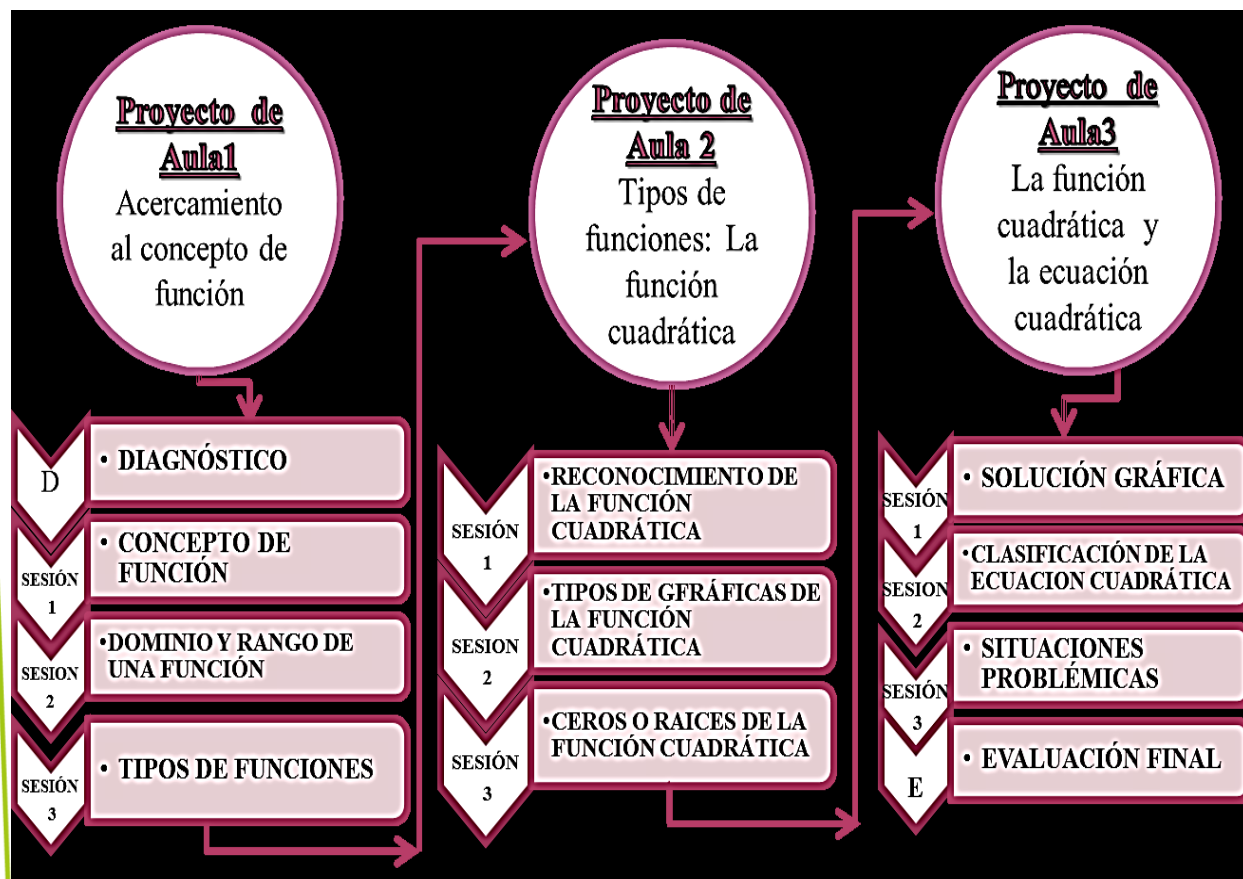 Proyecto de
Aula1
Acercamiento
al concepto de
función
D
• DIAGNÓSTICO
SESIÓN
1
• CONCEPTO DE
FUNCIÓN
SESION
2
•DOMINIO Y RANGO DE
UNA FUNCIÓN
SESIÓN
3
• TIPOS DE FUNCIONES
Proyecto de
Aula 2
Tipos de
funciones: La
función
cuadrática
SESIÓN
1
•RECONOCIMIENTO DE
LA FUNCIÓN
CUADRÁTICA
SESION
2
•TIPOS DE GFRÁFICAS DE
LA FUNCIÓN
CUADRÁTICA
SESIÓN
3
•CEROS O RAICES DE LA
FUNCIÓN CUADRÁTICA
Proyecto de
Aula3
La función
cuadrática y
la ecuación
cuadrática
SESIÓN
1
• SOLUCIÓN GRÁFICA
SESION
2
•CLASIFICACIÓN DE LA
ECUACION CUADRÁTICA
SESIÓN
3
• SITUACIONES
PROBLÉMICAS
E
• EVALUACIÓN FINAL